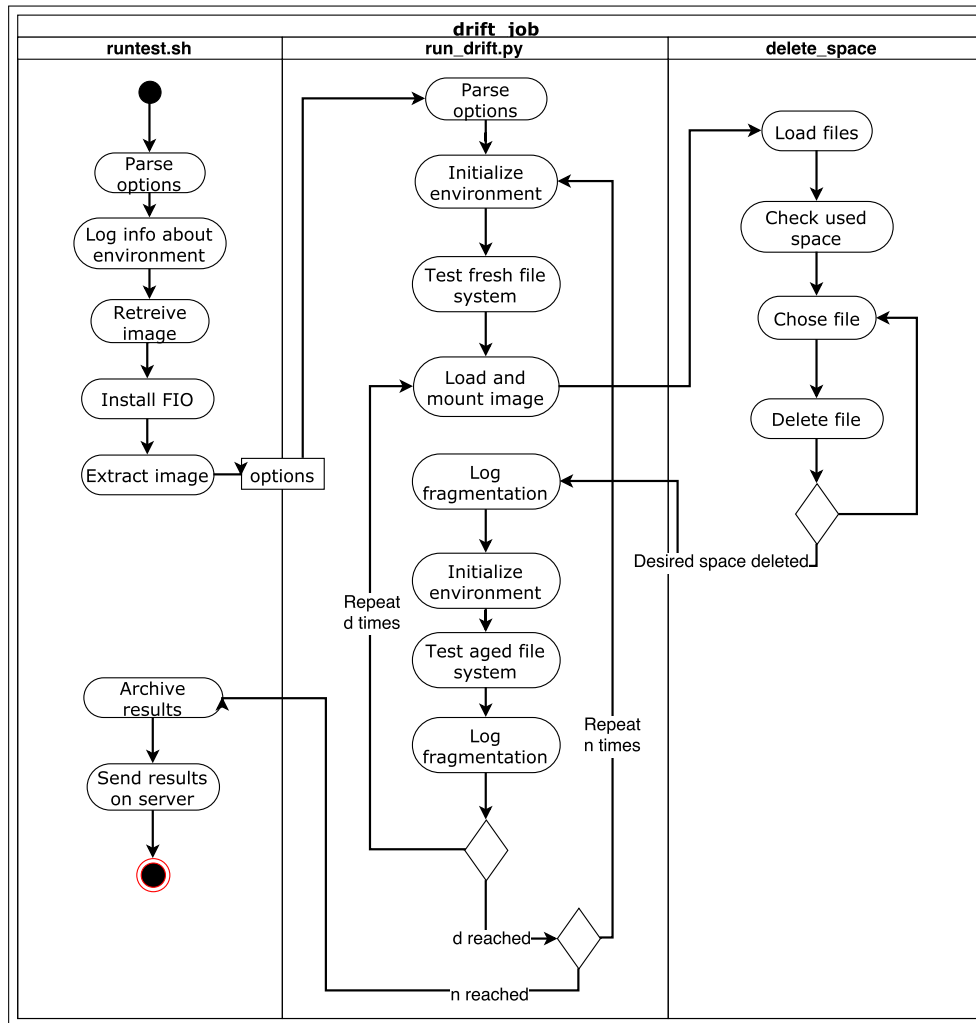 drift_job
runtest.sh
run_drift.py
delete_space
Parse
options
Log info about
environment
Retreive
image
Install FIO
Extract image
options
Archive
results
Send results
on server
Parse
options
Initialize
environment
Test fresh file
system
Load and
mount image
Log
fragmentation
Initialize
environment
Repeat
d times
Test aged file
system
Log
fragmentation
Repeat
n times
d reached
n reached
Load files
Check used
space
Chose file
Delete file
Desired space deleted